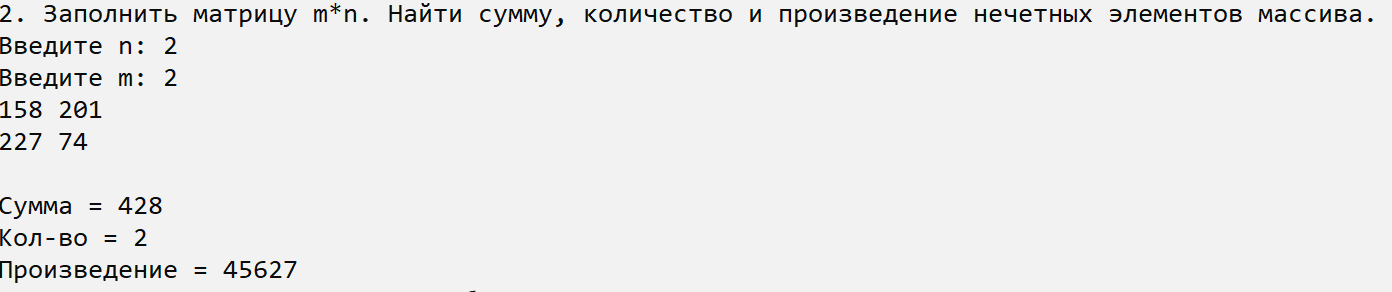 2. Заполнить матрицу m*n. Найти сумму, количество и произведение нечетных элементов массива.
Введите n: 2
Введите m: 2
158 201
227 74
Сумма = 428
Кол-во = 2
Произведение = 45627